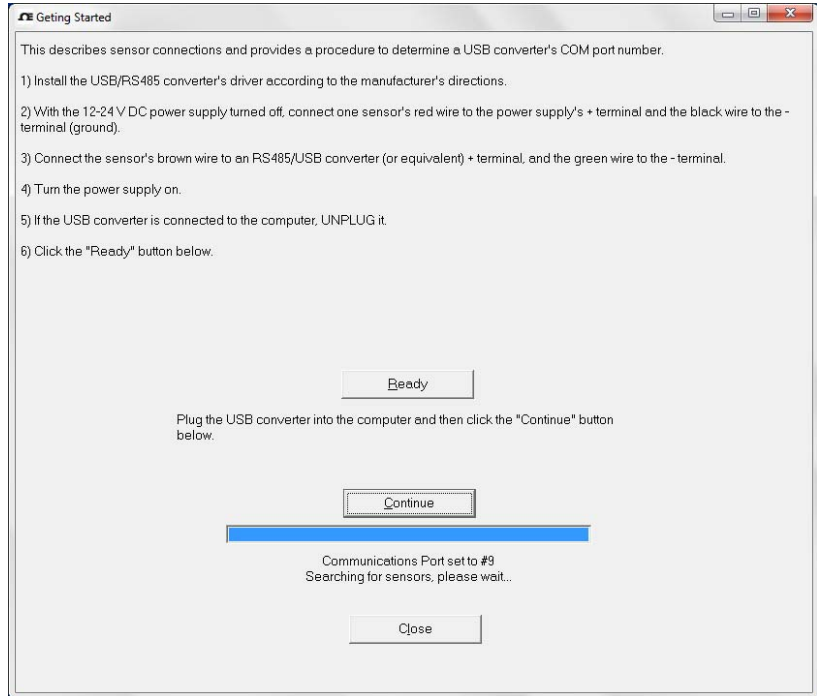 Geting Started
This describes sensor connections and provides a procedure to determine a USB converter's COM port number.
1) Install the USB/RS485 converter's driver according to the manufacturer's directions.
2) With the 12-24 V DC power supply turned off, connect one sensor's red wire to the power supply's + terminal and the black wire to the -
terminal (ground).
3) Connect the sensor's brown wire to an RS485/USB converter (or equivalent) + terminal, and the green wire to the - terminal.
4) Turn the power supply on.
5) If the USB converter is connected to the computer, UNPLUG it.
6) Click the "Ready" button below.
Ready
Plug the USB converter into the computer and then click the "Continue" button
below.
Continue
Communications Port set to #9
Searching for sensors, please wait...
Close